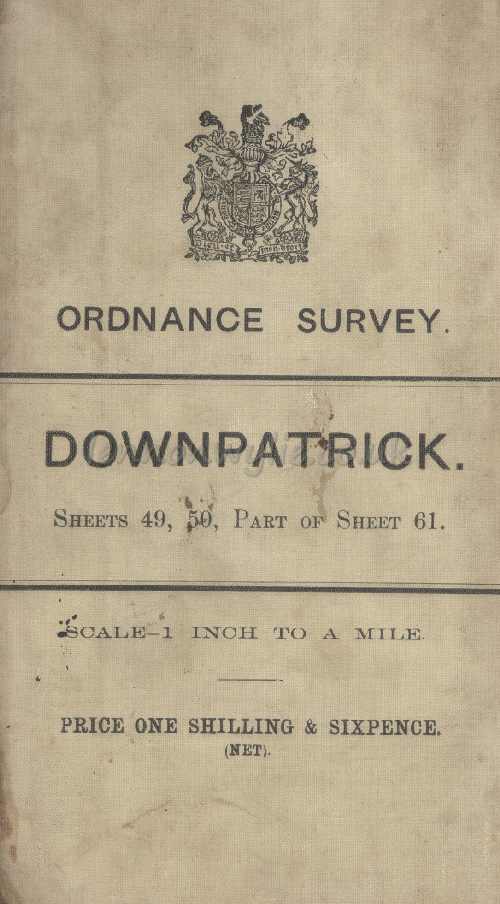 ORDNANCE SURVEY.
DOWNPATRICK.
SHEETS 49, 50, PART OF SHEET 61.
SCALE-1 INCH TO A MILE.
PRICE ONE SHILLING & SIXPENCE.
(NET).